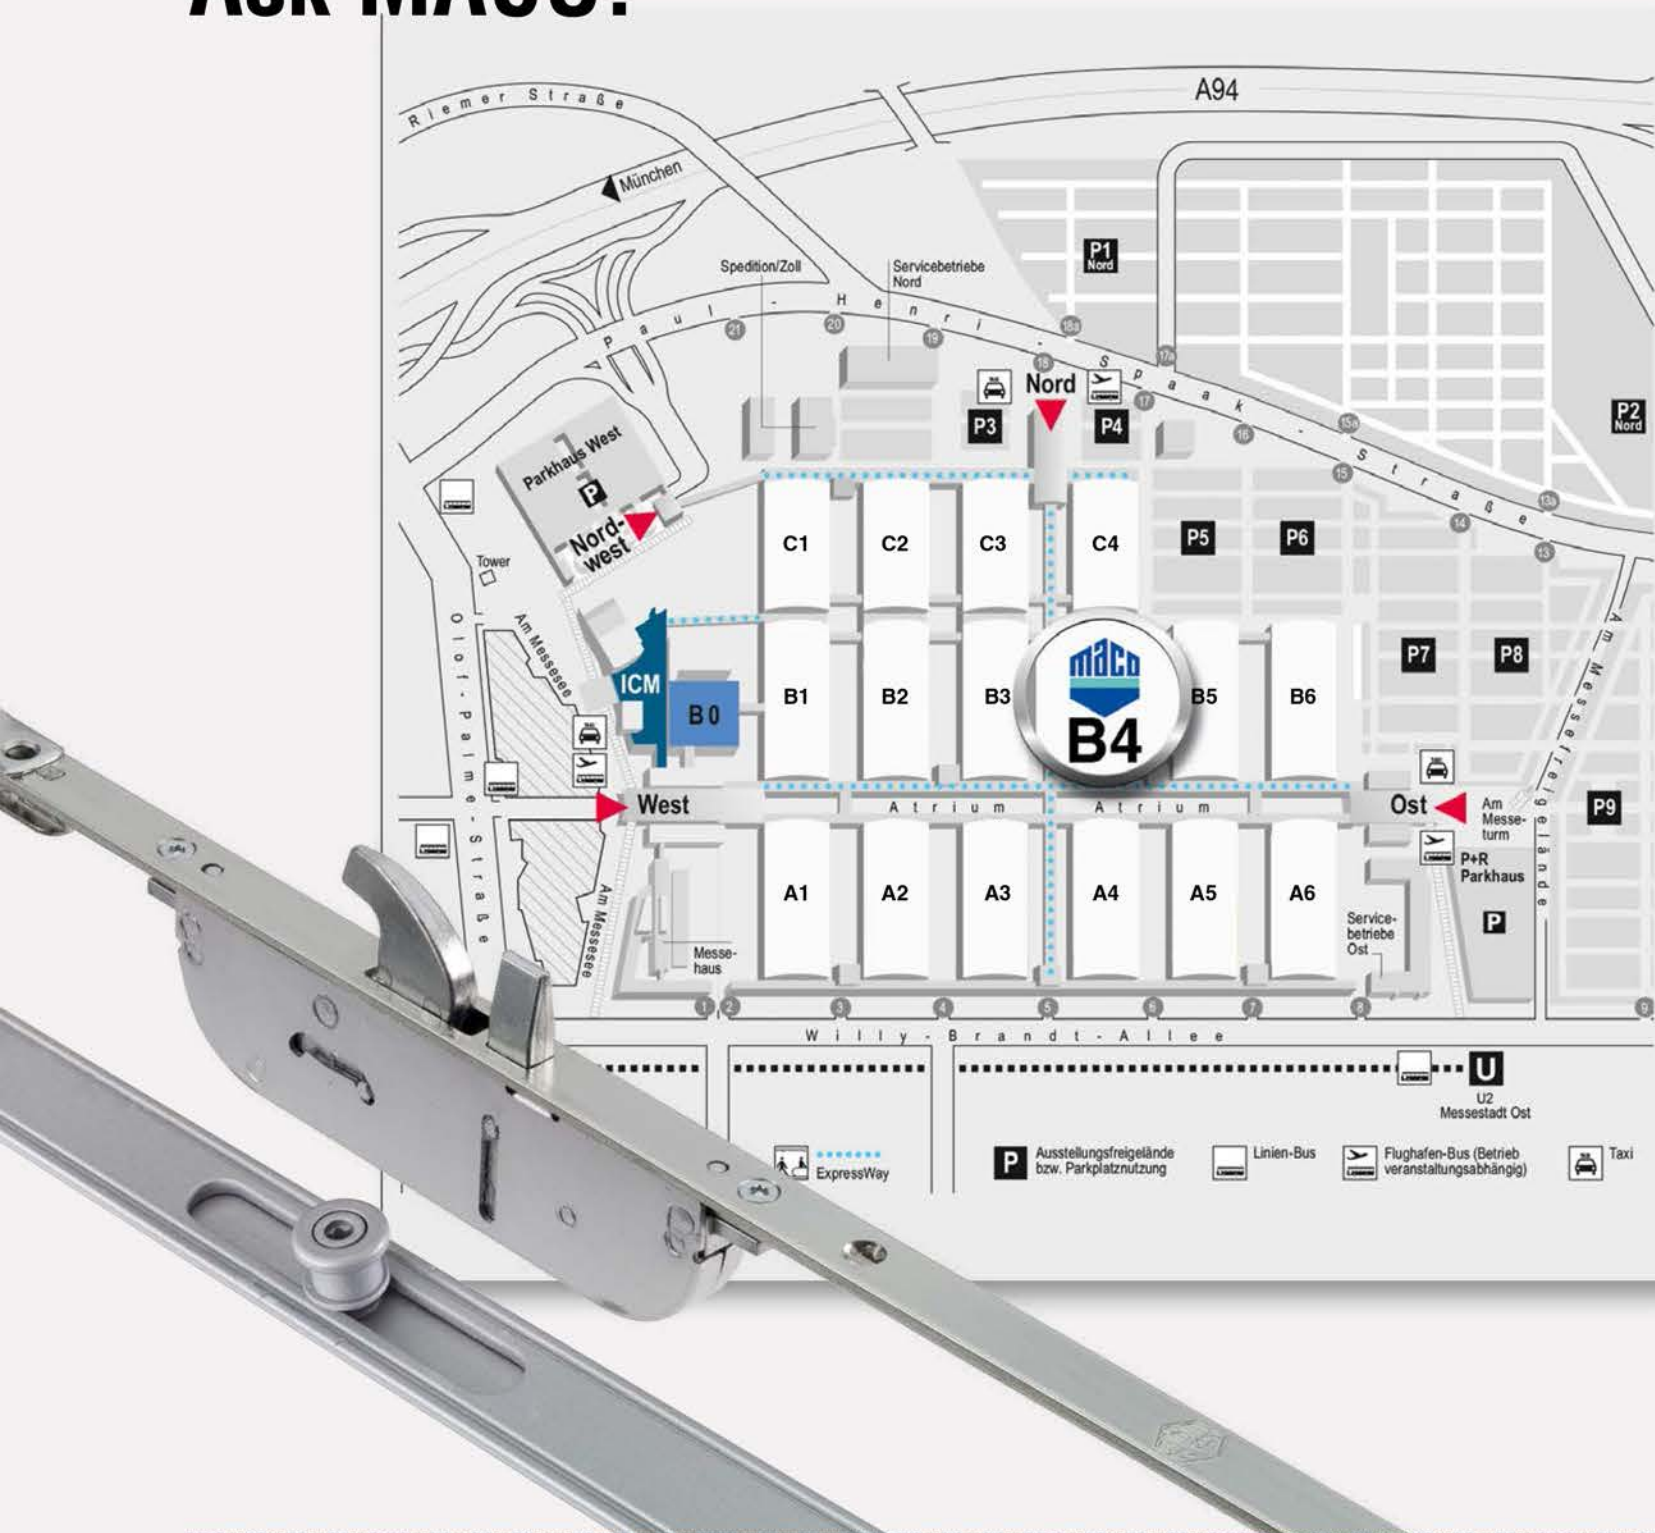 Ask MACO!
A94
Riemer Straße
München
P1
Nord
Spedition/Zoll
Servicebetriebe
Nord
Paul-Henri-Spaak-Straße
21
20
19
18
18a
17a
17
16
15a
15
14
13a
13
TAXI
Nord
P3
P4
P2
Nord
Parkhaus West
P
Nord-
west
C1
C2
C3
C4
P5
P6
Tower
Am Messesee
Olof-Palme-Straße
ICM
B0
B1
B2
B3
maco
B4
B5
B6
P7
P8
Am Messefreigelände
West
Atrium
Atrium
Ost
Am
Messe-
turm
P9
P+R
Parkhaus
P
A1
A2
A3
A4
A5
A6
Am Messesee
Messe-
haus
Service-
betriebe
Ost
1
2
3
4
5
6
7
8
9
Willy-Brandt-Allee
U
U2
Messestadt Ost
ExpressWay
P
Ausstellungsfreigelände
bzw. Parkplatznutzung
Linien-Bus
Flughafen-Bus (Betrieb
veranstaltungsabhängig)
Taxi